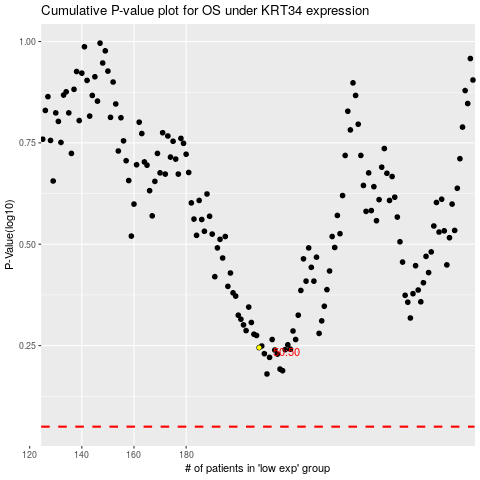 Cumulative P-value plot for OS under KRT34 expression
P-Value(log10)
1.00
0.75
0.50
0.25
120
140
160
180
# of patients in 'low exp' group